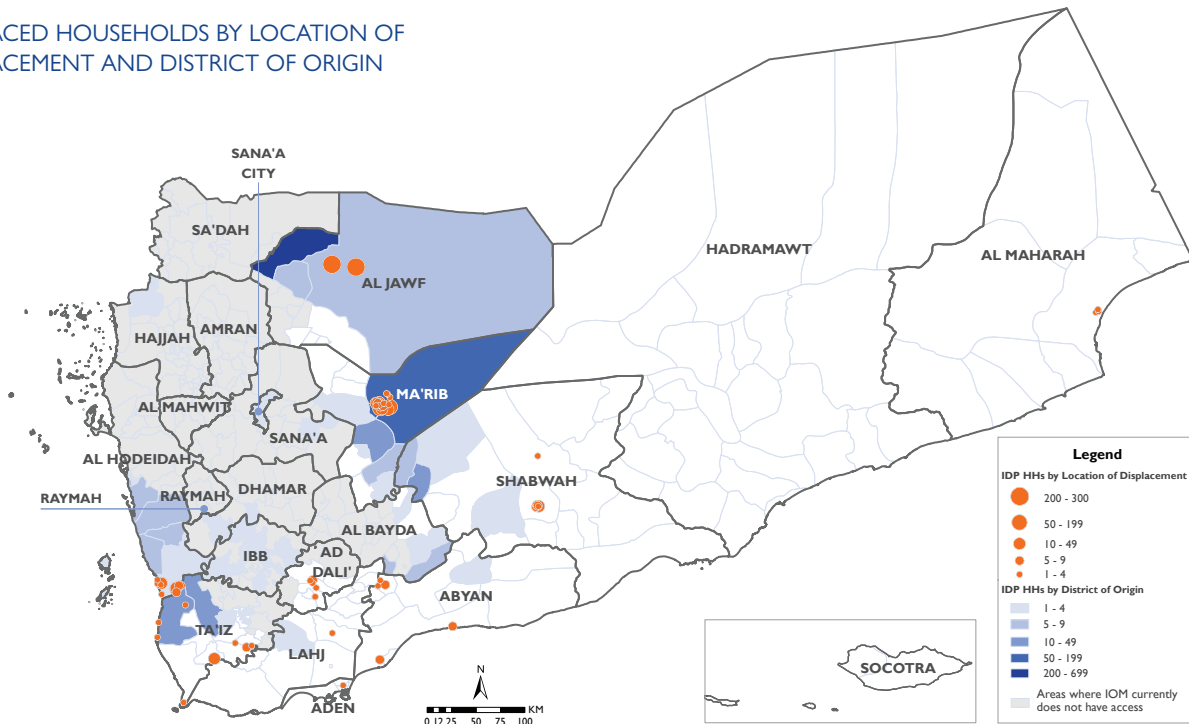 ACED HOUSEHOLDS BY LOCATION OF
ACEMENT AND DISTRICT OF ORIGIN
SANA'A
CITY
SA'DAH
HADRAMAWT
AL MAHARAH
AL JAWF
HAJJAH
AMRAN
MA'RIB
AL MAHWIT
SANA'A
AL HODEIDAH
RAYMAH
RAYMAH
DHAMAR
SHABWAH
AL BAYDA
IBB
AD
DALI'
ABYAN
TA'IZ
LAHJ
ADEN
SOCOTRA
N
KM
0 12.25 50 75 100
Legend
IDP HHs by Location of Displacement
200 - 300
50 - 199
10 - 49
5 - 9
1 - 4
IDP HHs by District of Origin
1 - 4
5 - 9
10 - 49
50 - 199
200 - 699
Areas where IOM currently
does not have access